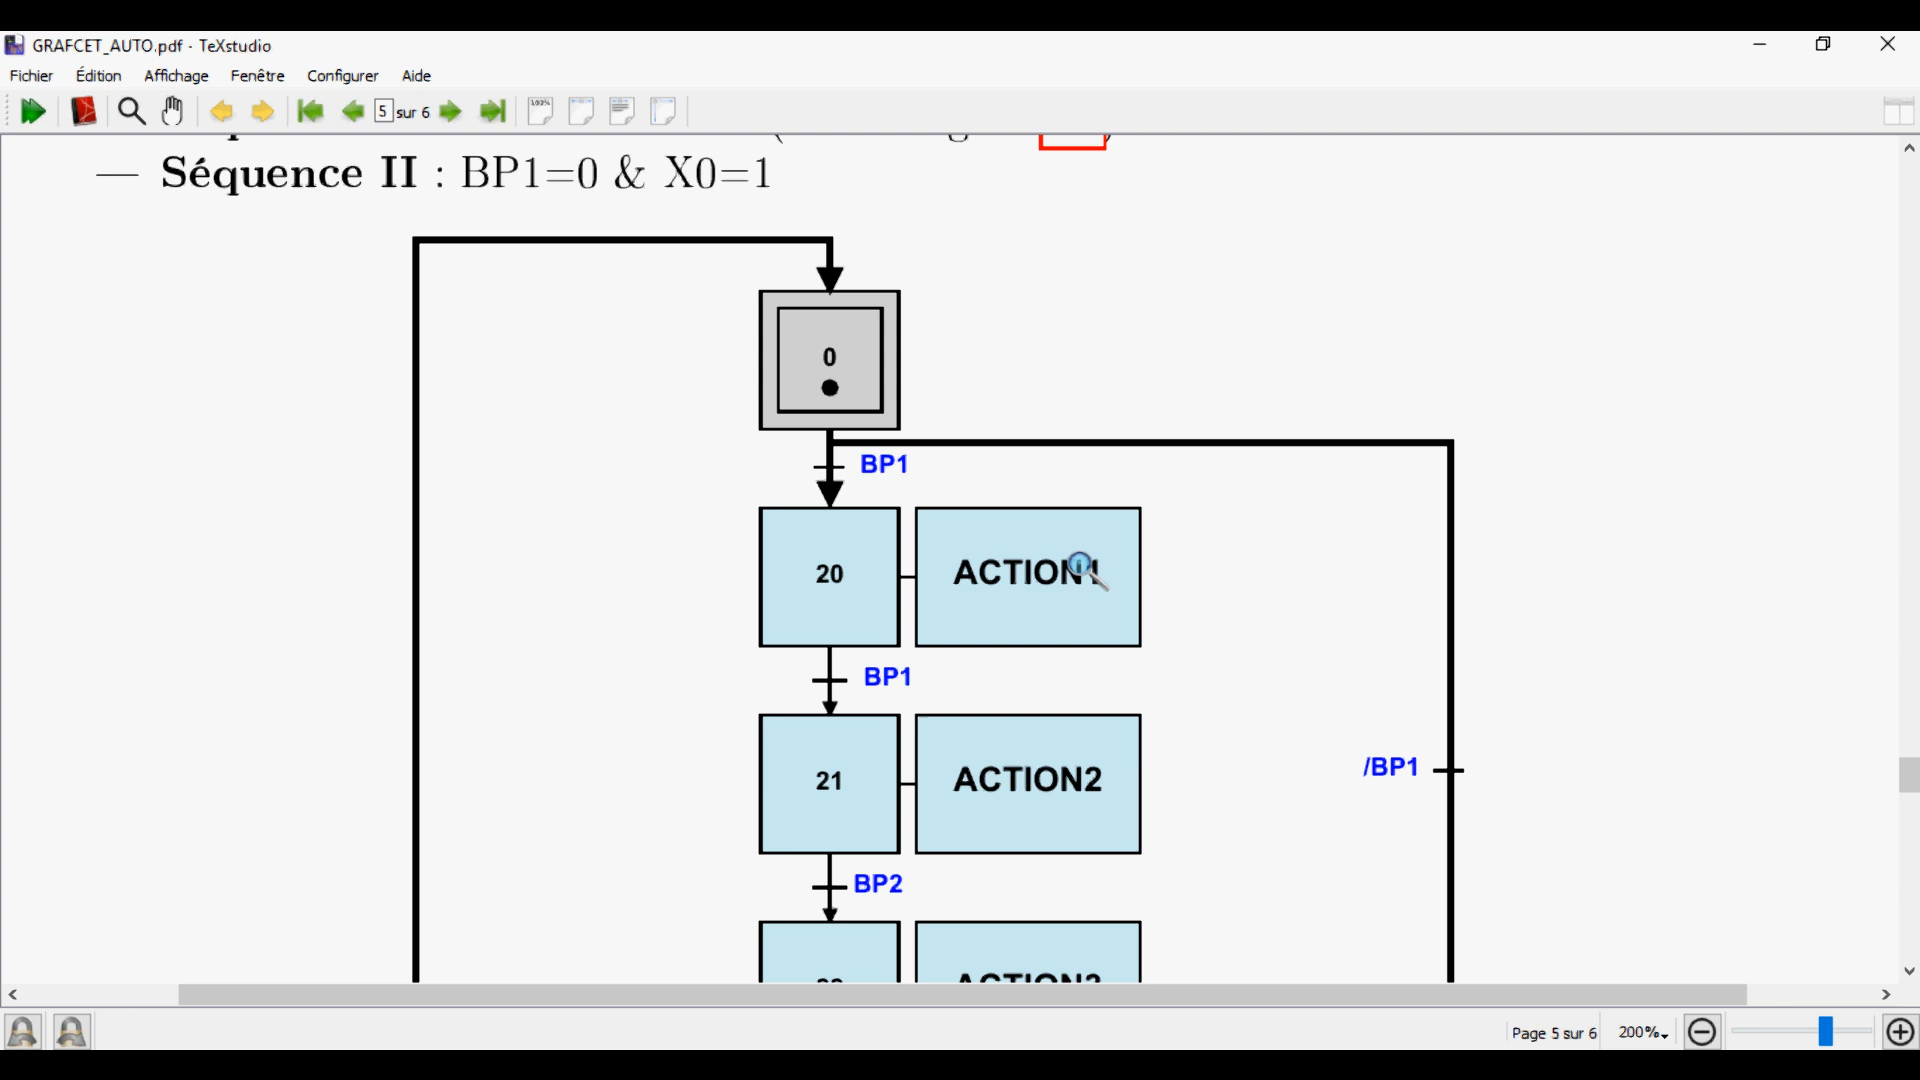 GRAFCET_AUTO.pdf - TeXstudio
Fichier Édition Affichage Fenêtre Configurer Aide
5 sur 6
100%
— Séquence II : BP1=0 & X0=1
0
BP1
20 ACTION1
BP1
21 ACTION2
/BP1
BP2
Page 5 sur 6 200%